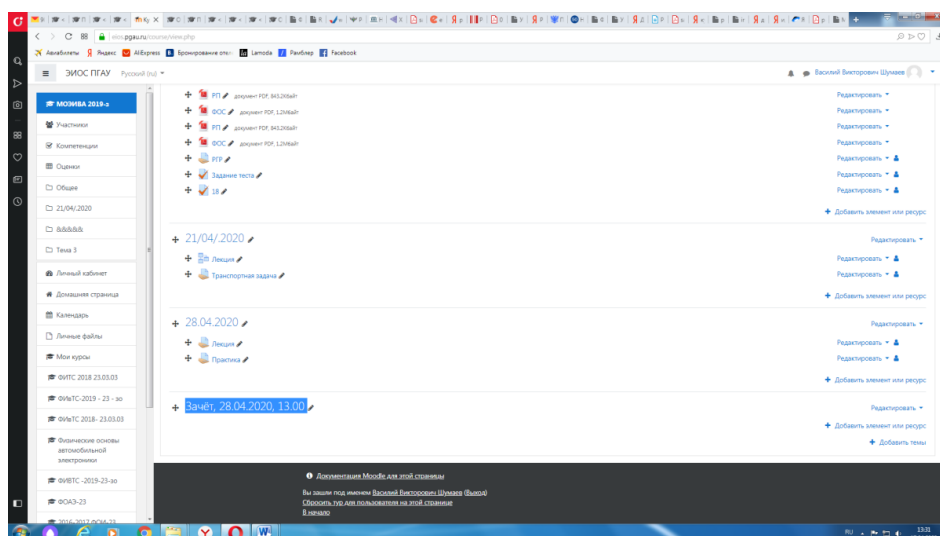 eios.pgau.ru/course/view.php
Авиабилеты Яндекс AliExpress Бронирование отел Lamoda Рамблер Facebook
ЭИОС ПГАУ Русский (ru)
Василий Викторович Шумаев
МОЭИВА 2019-з
Участники
Компетенции
Оценки
Общее
21/04/.2020
&&&&&
Тема 3
Личный кабинет
Домашняя страница
Календарь
Личные файлы
Мои курсы
ФИТС 2018 23.03.03
ФИвТС-2019 - 23 - зо
ФИвТС 2018- 23.03.03
Физические основы
автомобильной
электроники
ФИВТС -2019-23-зо
ФОАЭ-23
РП документ PDF, 843.2Кбайт Редактировать
ФОС документ PDF, 1.2Мбайт Редактировать
РП документ PDF, 843.2Кбайт Редактировать
ФОС документ PDF, 1.2Мбайт Редактировать
РГР Редактировать
Задание теста Редактировать
18 Редактировать
Добавить элемент или ресурс
21/04/.2020 Редактировать
Лекция Редактировать
Транспортная задача Редактировать
Добавить элемент или ресурс
28.04.2020 Редактировать
Лекция Редактировать
Практика Редактировать
Добавить элемент или ресурс
Зачёт, 28.04.2020, 13.00 Редактировать
Добавить элемент или ресурс
Добавить темы
Документация Moodle для этой страницы
Вы зашли под именем Василий Викторович Шумаев (Выход)
Сбросить тур для пользователя на этой странице
В начало
RU 13:31